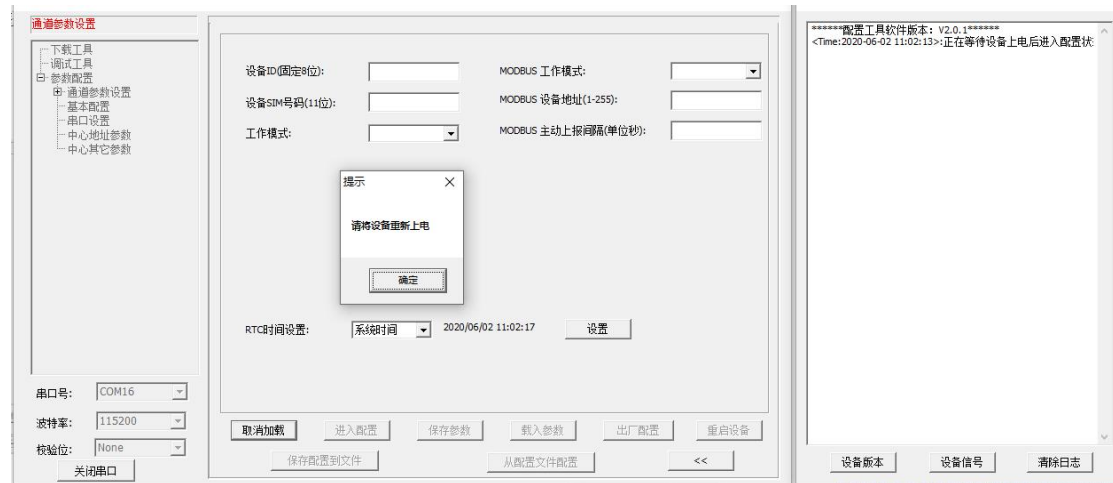 通道参数设置
下载工具
调试工具
参数配置
通道参数设置
基本配置
串口设置
中心地址参数
中心其它参数
串口号:
COM16
波特率:
115200
校验位:
None
关闭串口
设备ID(固定8位):
MODBUS 工作模式:
设备SIM号码(11位):
MODBUS 设备地址(1-255):
工作模式:
MODBUS 主动上报间隔(单位秒):
提示
请将设备重新上电
确定
RTC时间设置:
系统时间
2020/06/02 11:02:17
设置
取消加载
进入配置
保存参数
载入参数
出厂配置
重启设备
保存配置到文件
从配置文件配置
<<
******配置工具软件版本: V2.0.1******
<Time:2020-06-02 11:02:13>:正在等待设备上电后进入配置状
设备版本
设备信号
清除日志